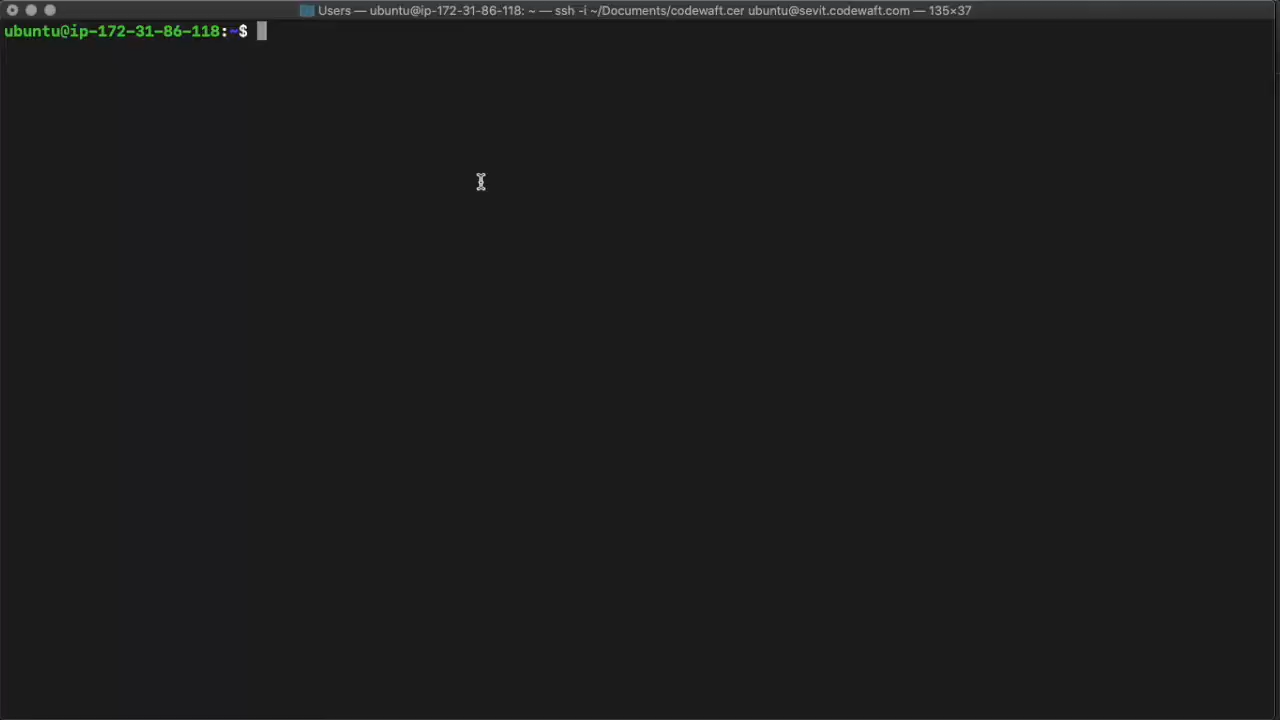 Users — ubuntu@ip-172-31-86-118: ~ — ssh -i ~/Documents/codewaft.cer ubuntu@sevit.codewaft.com — 135×37
ubuntu@ip-172-31-86-118:~$